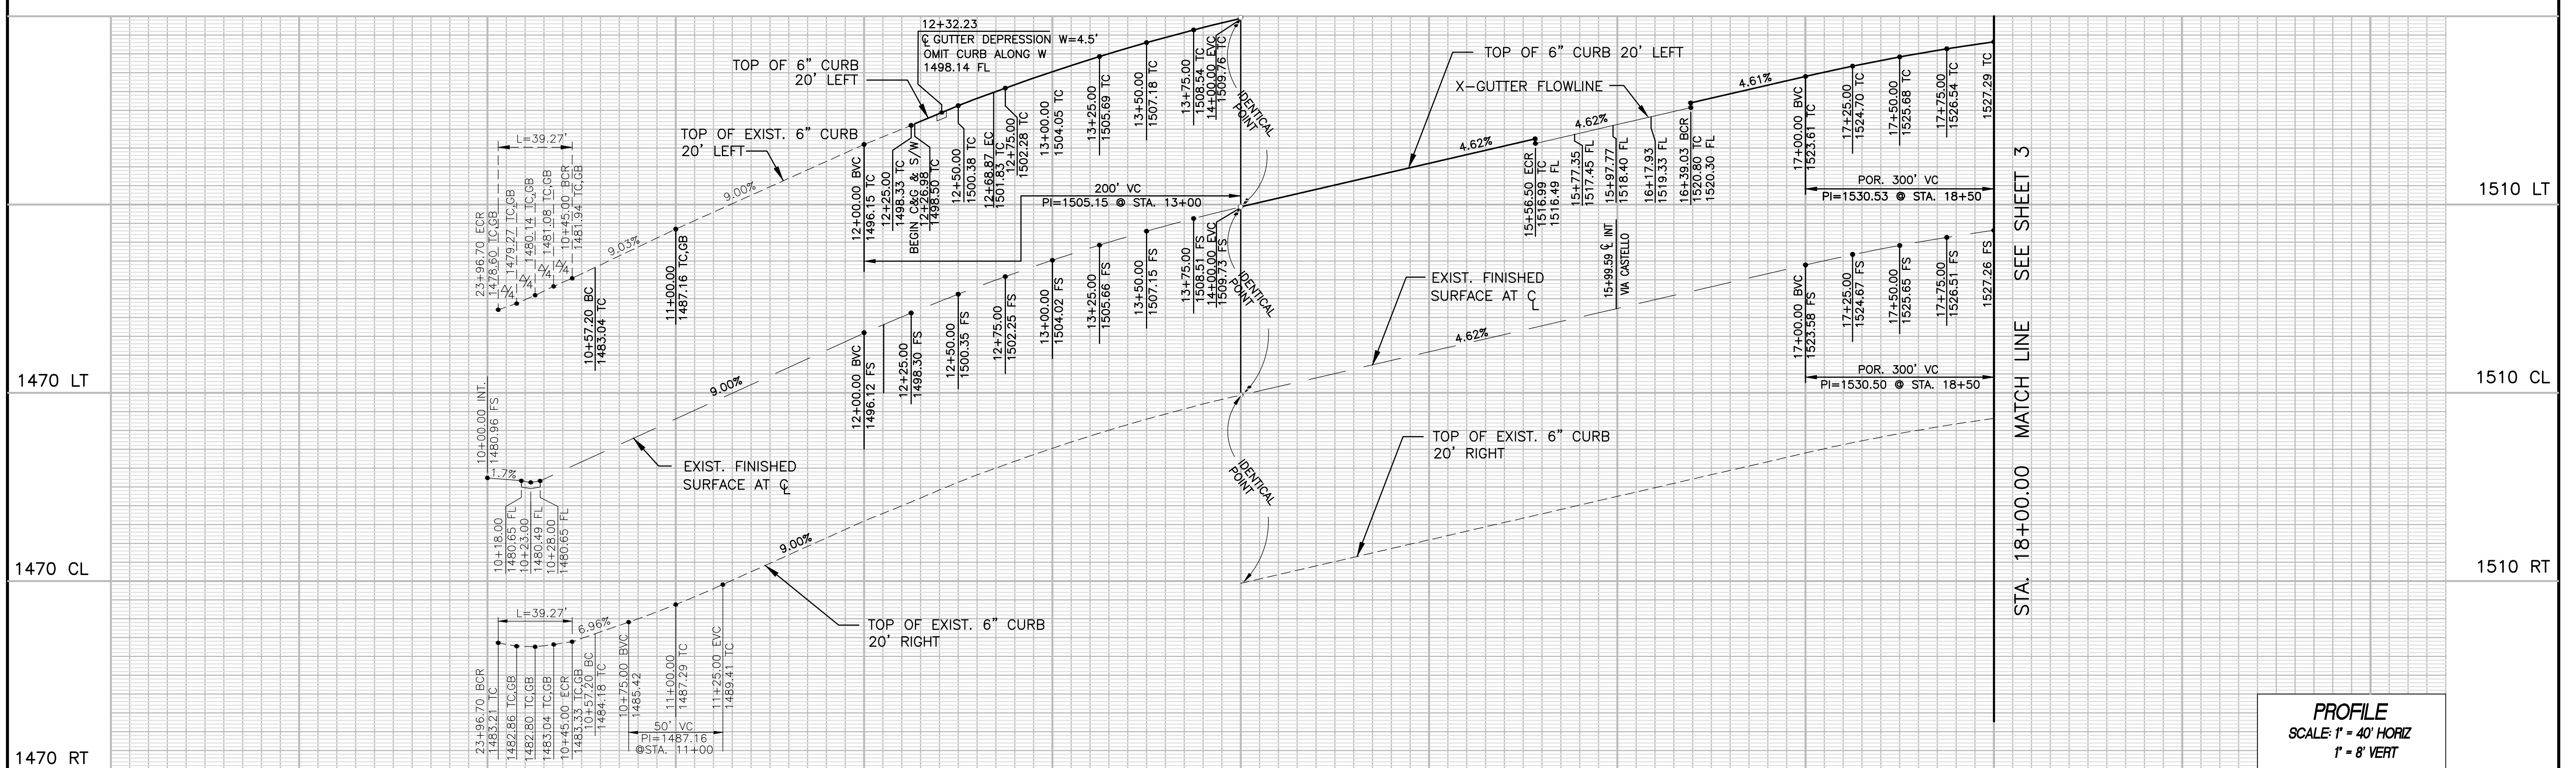 12+32.23
℄ GUTTER DEPRESSION W=4.5'
OMIT CURB ALONG W
1498.14 FL
TOP OF 6" CURB
20' LEFT
TOP OF EXIST. 6" CURB
20' LEFT
L=39.27'
23+96.70 ECR
1478.60 TC,GB
Δ/4
1479.27 TC,GB
Δ/4
1480.14 TC,GB
Δ/4
1481.08 TC,GB
Δ/4
10+45.00 BCR
1481.94 TC,GB
10+57.20 BC
1483.04 TC
9.03%
11+00.00
1487.16 TC,GB
9.00%
12+00.00 BVC
1496.15 TC
12+25.00
1498.33 TC
BEGIN C&G & S/W
12+26.98
1498.50 TC
12+50.00
1500.38 TC
12+68.87 EC
1501.83 TC
12+75.00
1502.28 TC
13+00.00
1504.05 TC
13+25.00
1505.69 TC
13+50.00
1507.18 TC
13+75.00
1508.54 TC
14+00.00 EVC
1509.76 TC
IDENTICAL
POINT
200' VC
PI=1505.15 @ STA. 13+00
TOP OF 6" CURB 20' LEFT
X-GUTTER FLOWLINE
4.62%
15+56.50 ECR
1516.99 TC
1516.49 FL
4.62%
15+77.35
1517.45 FL
15+97.77
1518.40 FL
16+17.93
1519.33 FL
16+39.03 BCR
1520.80 TC
1520.30 FL
4.61%
17+00.00 BVC
1523.61 TC
17+25.00
1524.70 TC
17+50.00
1525.68 TC
17+75.00
1526.54 TC
1527.29 TC
POR. 300' VC
PI=1530.53 @ STA. 18+50
1470 LT
1510 LT
10+00.00 INT.
1480.96 FS
1.7%
10+18.00
1480.65 FL
10+23.00
1480.49 FL
10+28.00
1480.65 FL
9.00%
EXIST. FINISHED
SURFACE AT ℄
12+00.00 BVC
1496.12 FS
12+25.00
1498.30 FS
12+50.00
1500.35 FS
12+75.00
1502.25 FS
13+00.00
1504.02 FS
13+25.00
1505.66 FS
13+50.00
1507.15 FS
13+75.00
1508.51 FS
14+00.00 EVC
1509.73 FS
IDENTICAL
POINT
EXIST. FINISHED
SURFACE AT ℄
4.62%
15+99.59 ℄ INT
VIA CASTELLO
17+00.00 BVC
1523.58 FS
17+25.00
1524.67 FS
17+50.00
1525.65 FS
17+75.00
1526.51 FS
1527.26 FS
POR. 300' VC
PI=1530.50 @ STA. 18+50
1470 CL
1510 CL
L=39.27'
23+96.70 BCR
1483.21 TC
1482.86 TC,GB
1482.80 TC,GB
1483.04 TC,GB
10+45.00 ECR
1483.33 TC,GB
6.96%
10+57.20 BC
1484.18 TC
10+75.00 BVC
1485.42
11+00.00
1487.29 TC
11+25.00 EVC
1489.41 TC
50' VC
PI=1487.16
@STA. 11+00
9.00%
TOP OF EXIST. 6" CURB
20' RIGHT
IDENTICAL
POINT
TOP OF EXIST. 6" CURB
20' RIGHT
1470 RT
1510 RT
STA. 18+00.00 MATCH LINE SEE SHEET 3
PROFILE
SCALE: 1" = 40' HORIZ
1" = 8' VERT